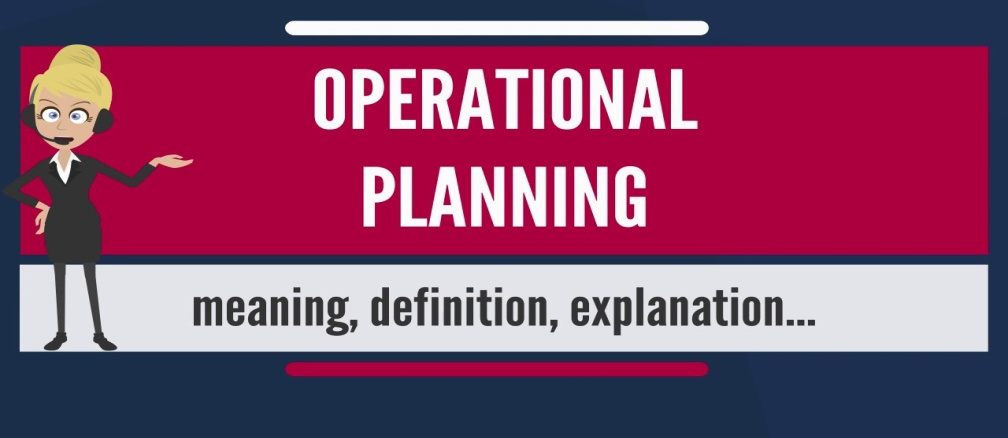 OPERATIONAL
PLANNING
meaning, definition, explanation...